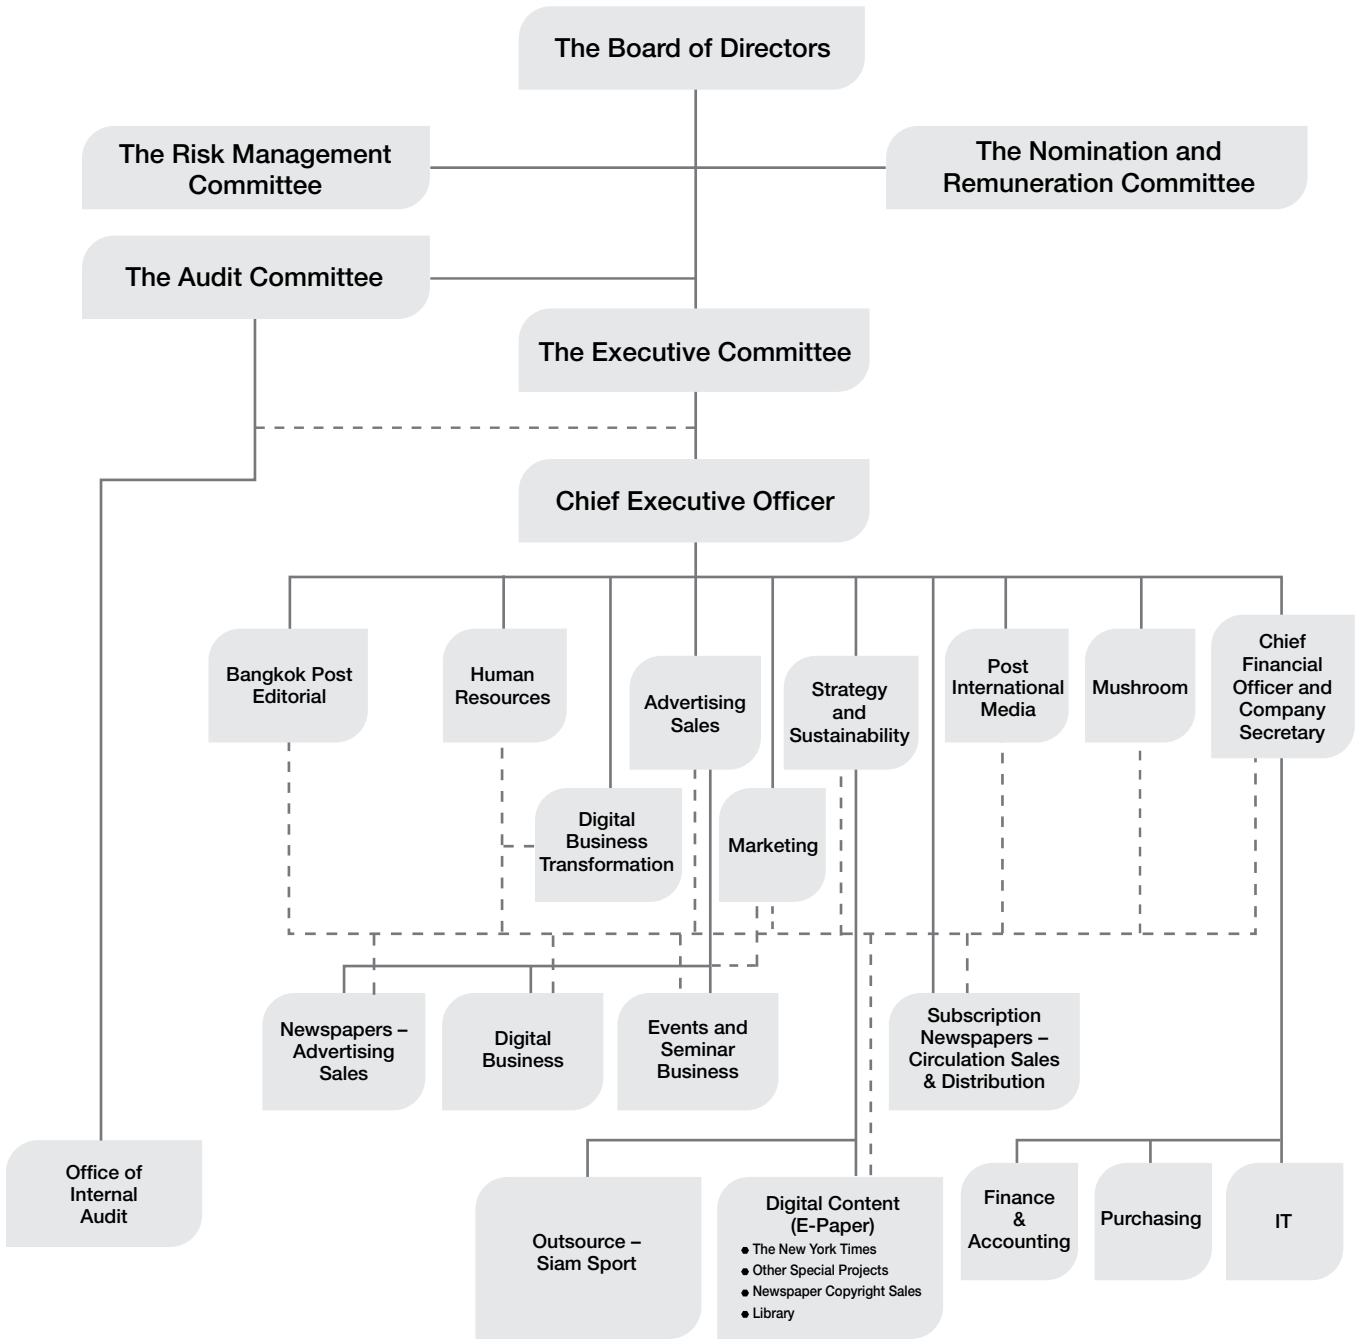 The Board of Directors
The Risk Management
Committee
The Nomination and
Remuneration Committee
The Audit Committee
The Executive Committee
Chief Executive Officer
Bangkok Post
Editorial
Human
Resources
Advertising
Sales
Strategy
and
Sustainability
Post
International
Media
Mushroom
Chief
Financial
Officer and
Company
Secretary
Digital
Business
Transformation
Marketing
Newspapers –
Advertising
Sales
Digital
Business
Events and
Seminar
Business
Subscription
Newspapers –
Circulation Sales
& Distribution
Office of
Internal
Audit
Outsource –
Siam Sport
Digital Content
(E-Paper)
• The New York Times
• Other Special Projects
• Newspaper Copyright Sales
• Library
Finance
&
Accounting
Purchasing
IT